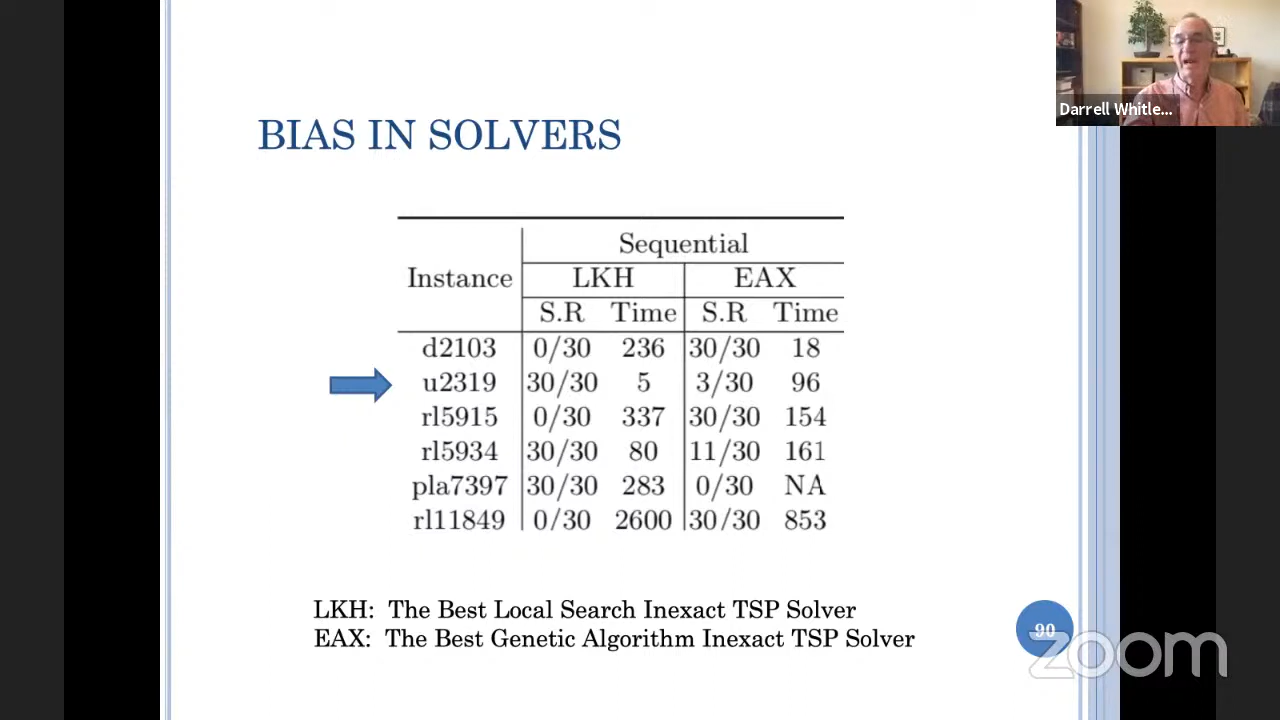 Darrell Whitle...
BIAS IN SOLVERS
Sequential
Instance LKH EAX
S.R Time S.R Time
d2103 0/30 236 30/30 18
u2319 30/30 5 3/30 96
rl5915 0/30 337 30/30 154
rl5934 30/30 80 11/30 161
pla7397 30/30 283 0/30 NA
rl11849 0/30 2600 30/30 853
LKH: The Best Local Search Inexact TSP Solver
EAX: The Best Genetic Algorithm Inexact TSP Solver
90
zoom